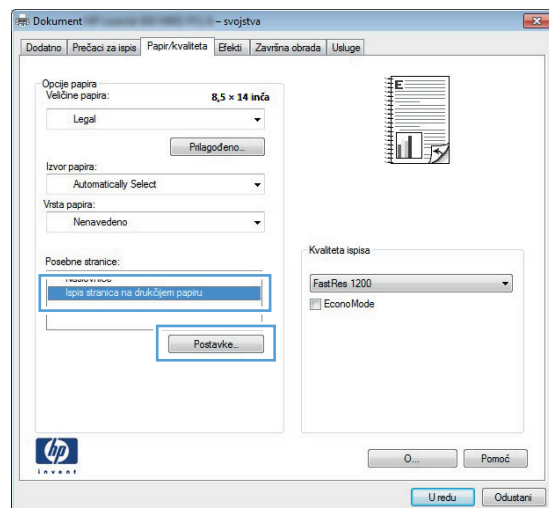 Dokument – svojstva
Dodatno Prečaci za ispis Papir/kvaliteta Efekti Završna obrada Usluge
Opcije papira
Veličine papira: 8,5 × 14 inča
Legal
Prilagođeno...
Izvor papira:
Automatically Select
Vrsta papira:
Nenavedeno
Posebne stranice:
Naslovnice
Ispis stranica na drukčijem papiru
Postavke...
Kvaliteta ispisa
FastRes 1200
EconoMode
hp
invent
O... Pomoć
U redu Odustani